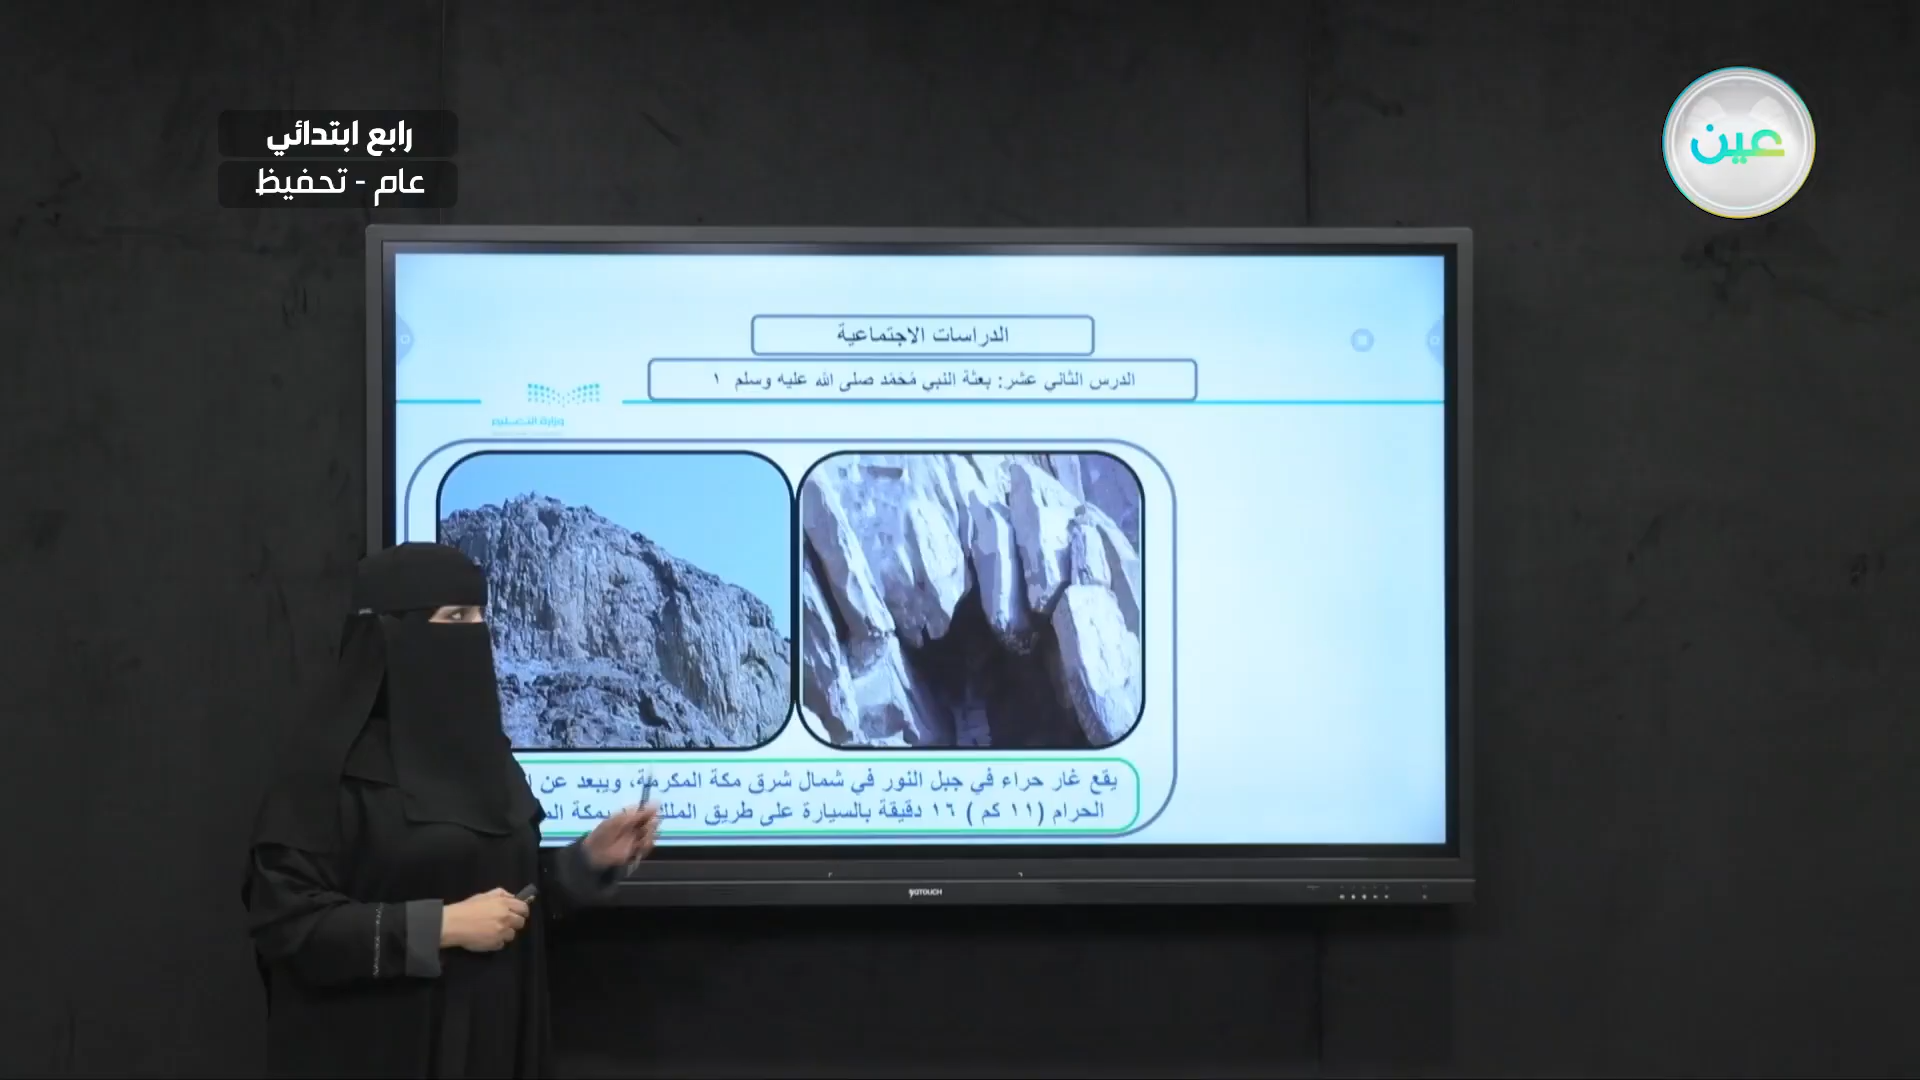 رابع ابتدائي
عام - تحفيظ
عين
الدراسات الاجتماعية
الدرس الثاني عشر: بعثة النبي مُحَمَّد صلى الله عليه وسلم ١
وزارة التعليم
يقع غار حراء في جبل النور في شمال شرق مكة المكرمة، ويبعد عن
الحرام (١١ كم ) ١٦ دقيقة بالسيارة على طريق الملك